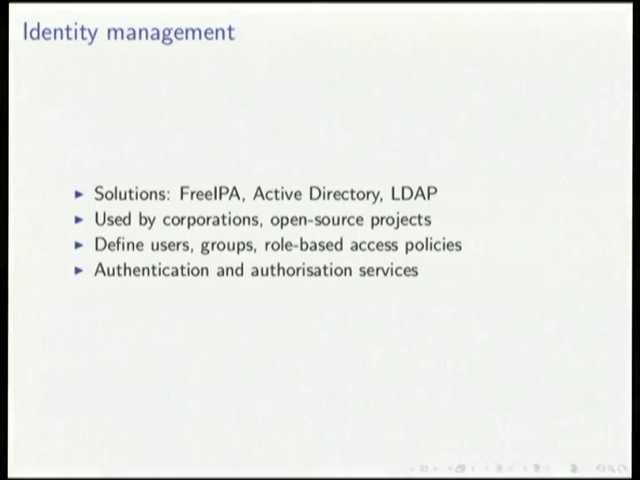 Identity management
Solutions: FreeIPA, Active Directory, LDAP
Used by corporations, open-source projects
Define users, groups, role-based access policies
Authentication and authorisation services